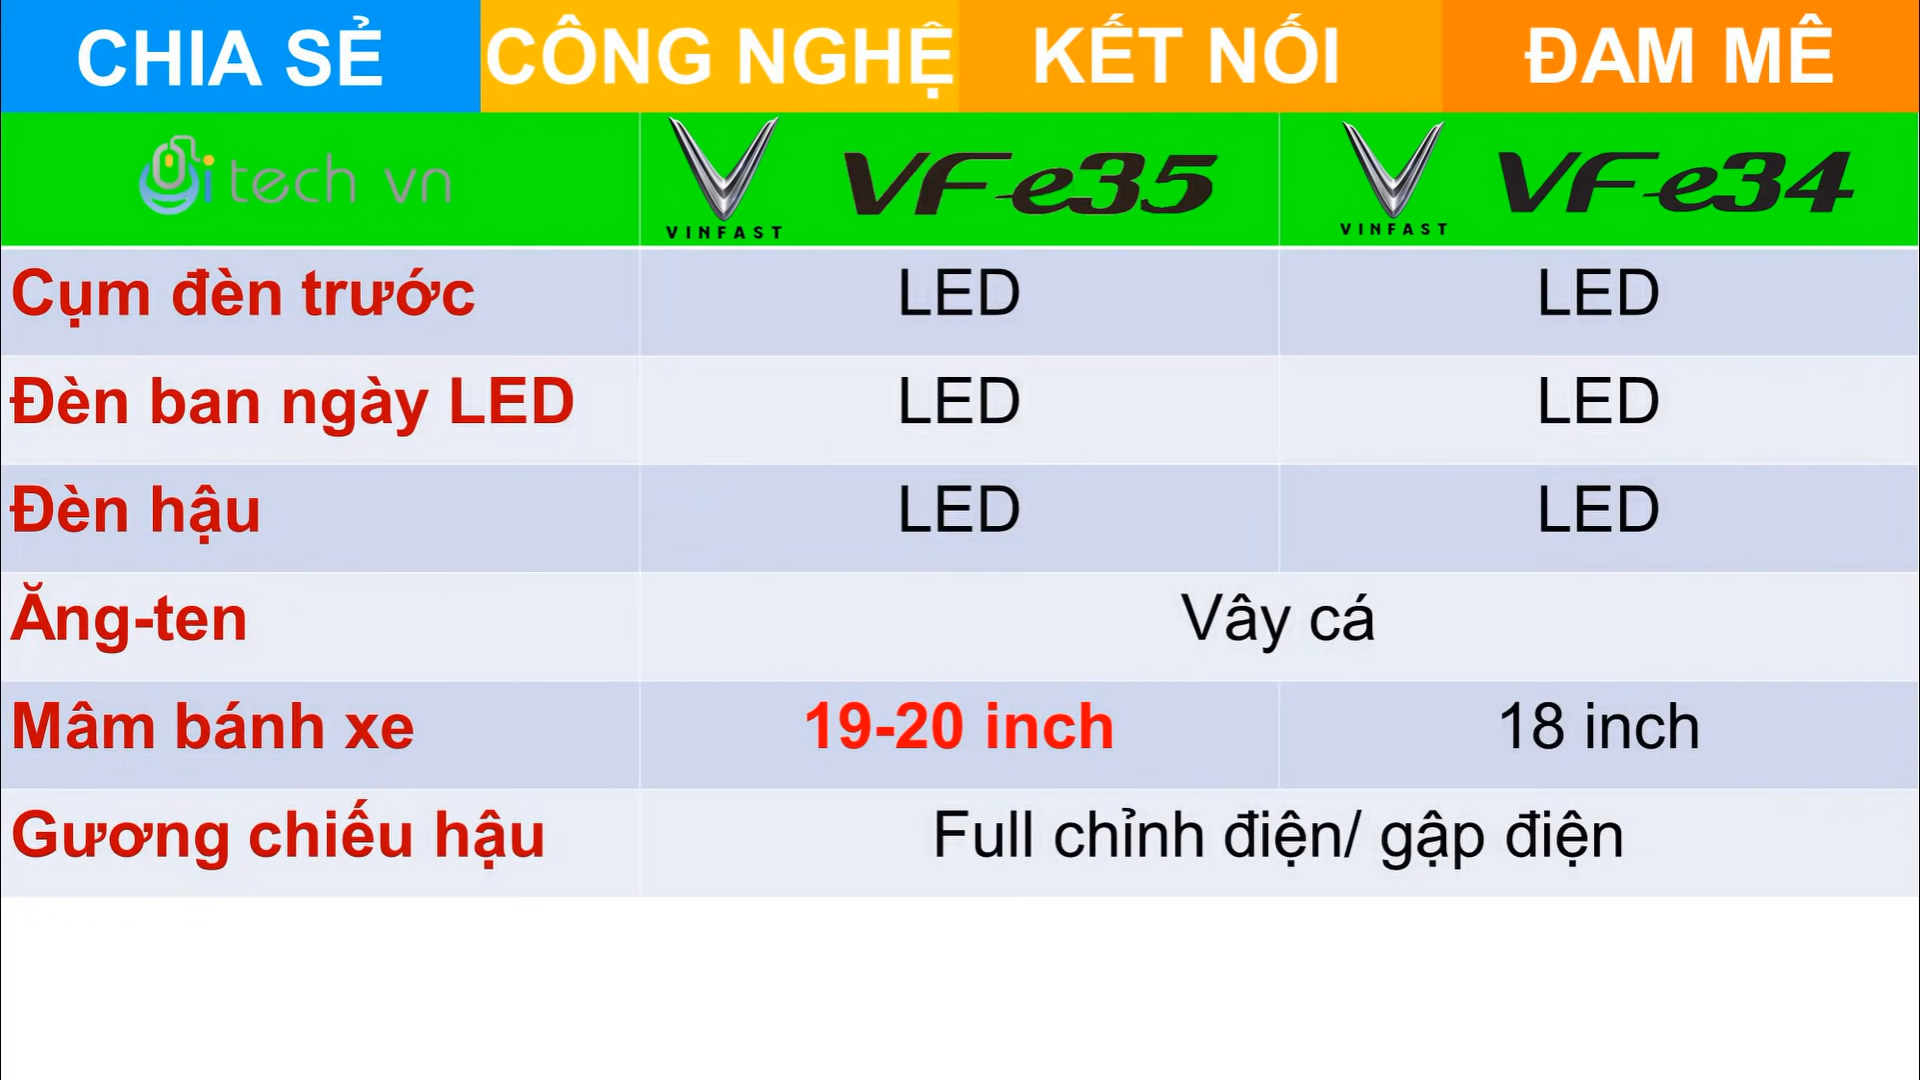 CHIA SẺ CÔNG NGHỆ KẾT NỐI ĐAM MÊ
i tech vn VINFAST VF e35 VINFAST VF e34
Cụm đèn trước LED LED
Đèn ban ngày LED LED LED
Đèn hậu LED LED
Ăng-ten Vây cá
Mâm bánh xe 19-20 inch 18 inch
Gương chiếu hậu Full chỉnh điện/ gập điện